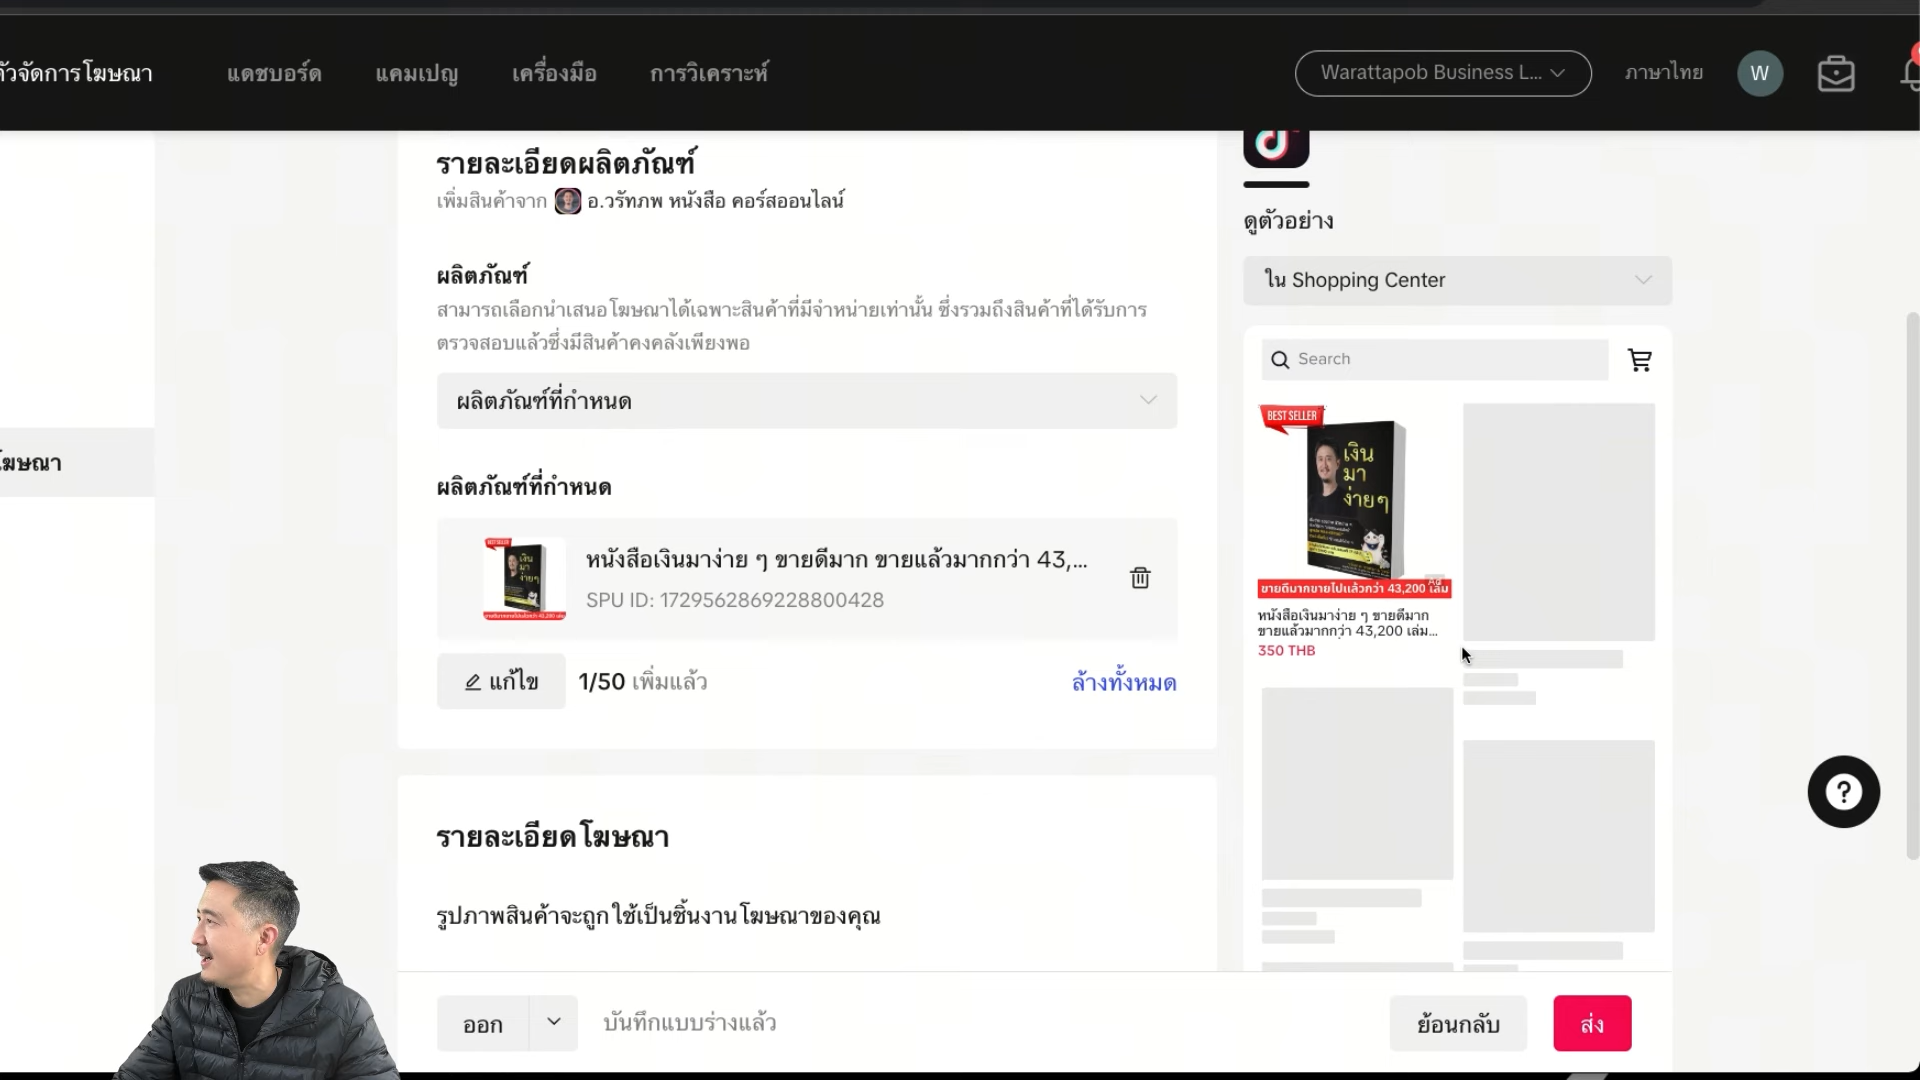 ตัวจัดการโฆษณา
แดชบอร์ด
แคมเปญ
เครื่องมือ
การวิเคราะห์
Warattapob Business L...
ภาษาไทย
W
รายละเอียดผลิตภัณฑ์
เพิ่มสินค้าจาก อ.วรัทภพ หนังสือ คอร์สออนไลน์
ผลิตภัณฑ์
สามารถเลือกนำเสนอโฆษณาได้เฉพาะสินค้าที่มีจำหน่ายเท่านั้น ซึ่งรวมถึงสินค้าที่ได้รับการ
ตรวจสอบแล้วซึ่งมีสินค้าคงคลังเพียงพอ
ผลิตภัณฑ์ที่กำหนด
โฆษณา
ผลิตภัณฑ์ที่กำหนด
หนังสือเงินมาง่าย ๆ ขายดีมาก ขายแล้วมากกว่า 43,...
SPU ID: 1729562869228800428
แก้ไข
1/50 เพิ่มแล้ว
ล้างทั้งหมด
รายละเอียดโฆษณา
รูปภาพสินค้าจะถูกใช้เป็นชิ้นงานโฆษณาของคุณ
ดูตัวอย่าง
ใน Shopping Center
Search
BEST SELLER
เงิน
มา
ง่ายๆ
Ad
ขายดีมากขายไปแล้วกว่า 43,200 เล่ม
หนังสือเงินมาง่าย ๆ ขายดีมาก
ขายแล้วมากกว่า 43,200 เล่ม...
350 THB
?
ออก
บันทึกแบบร่างแล้ว
ย้อนกลับ
ส่ง